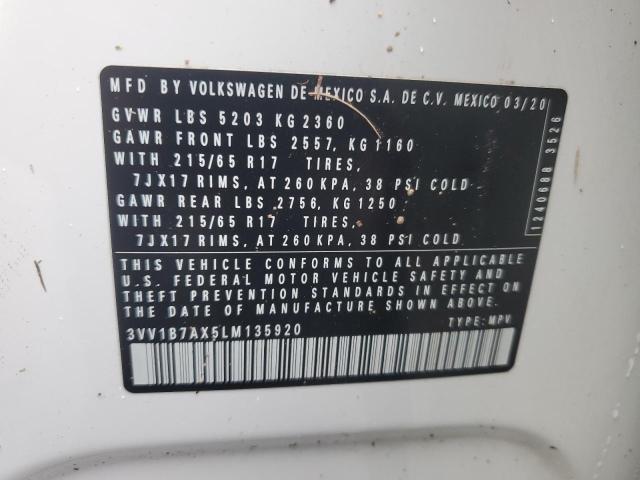 MFD BY VOLKSWAGEN DE MEXICO S.A. DE C.V. MEXICO 03/20
GVWR LBS 5203 KG 2360
GAWR FRONT LBS 2557, KG 1160
WITH 215/65 R17 TIRES,
7JX17 RIMS, AT 260 KPA, 38 PSI COLD
GAWR REAR LBS 2756, KG 1250
WITH 215/65 R17 TIRES,
7JX17 RIMS, AT 260 KPA, 38 PSI COLD
THIS VEHICLE CONFORMS TO ALL APPLICABLE
U.S. FEDERAL MOTOR VEHICLE SAFETY AND
THEFT PREVENTION STANDARDS IN EFFECT ON
THE DATE OF MANUFACTURE SHOWN ABOVE.
3VV1B7AX5LM135920 TYPE: MPV
1240688 3526